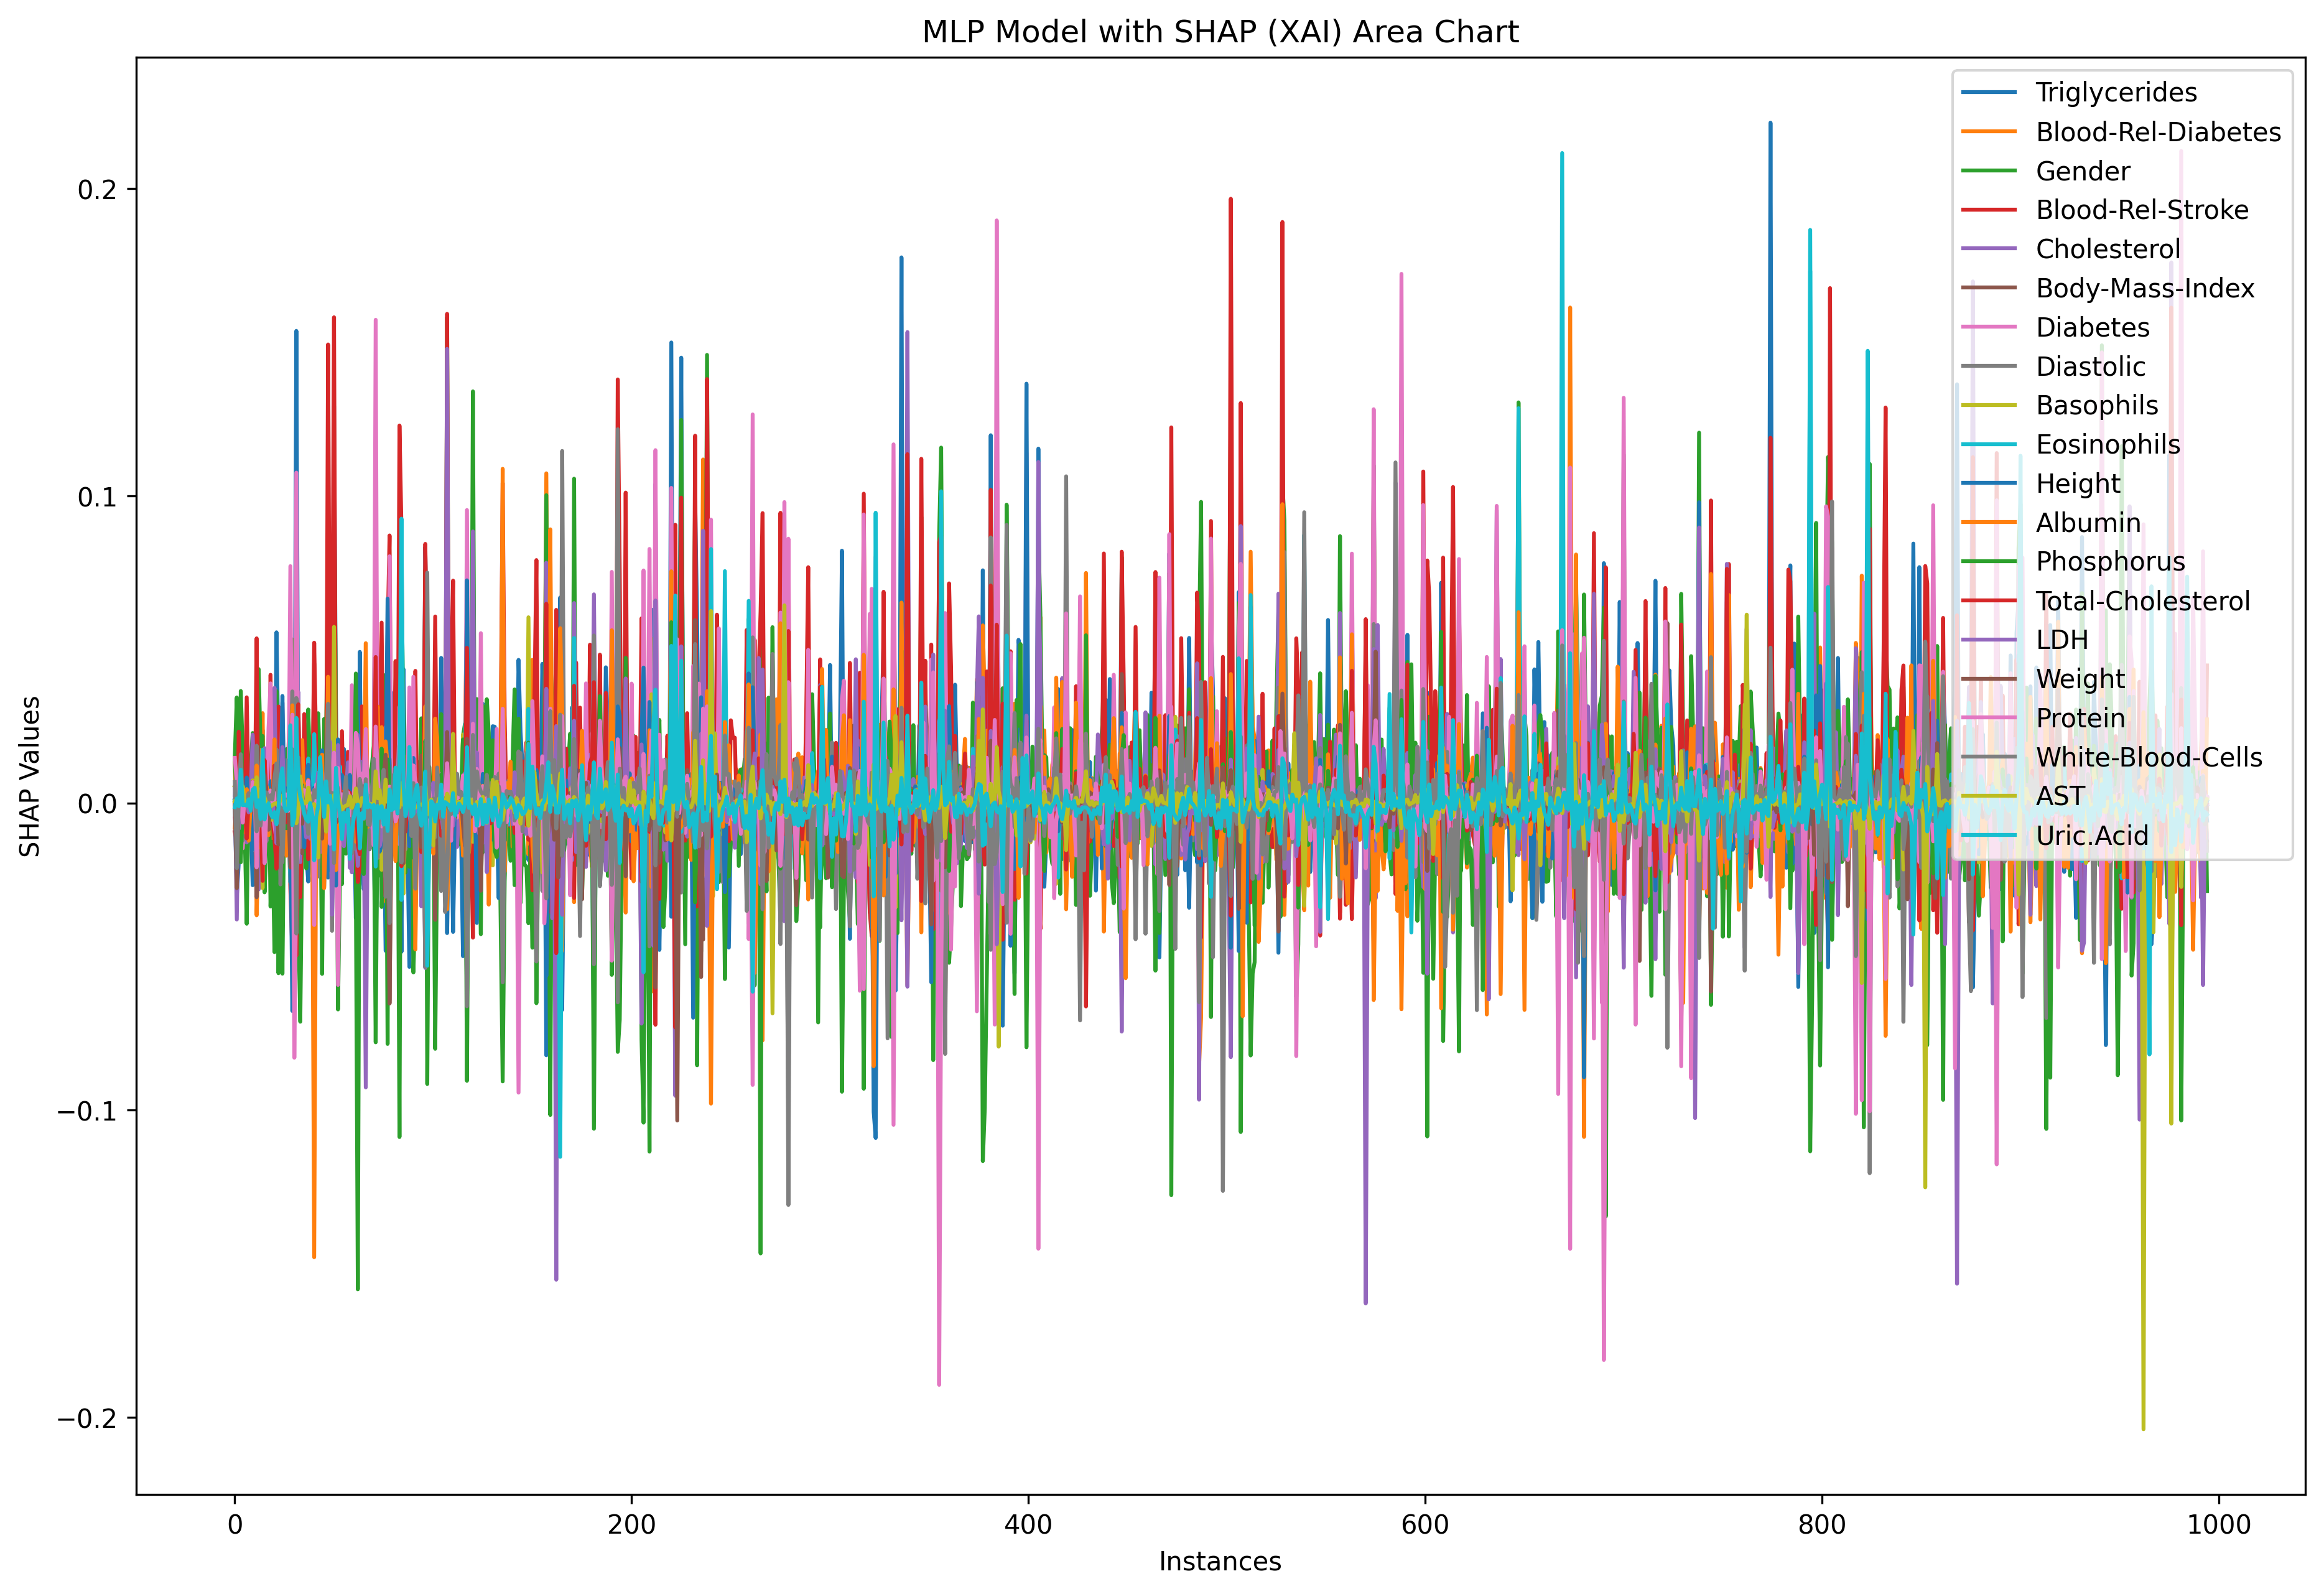 MLP Model with SHAP (XAI) Area Chart
SHAP Values
0.2
0.1
0.0
−0.1
−0.2
Triglycerides
Blood-Rel-Diabetes
Gender
Blood-Rel-Stroke
Cholesterol
Body-Mass-Index
Diabetes
Diastolic
Basophils
Eosinophils
Height
Albumin
Phosphorus
Total-Cholesterol
LDH
Weight
Protein
White-Blood-Cells
AST
Uric.Acid
0
200
400
600
800
1000
Instances